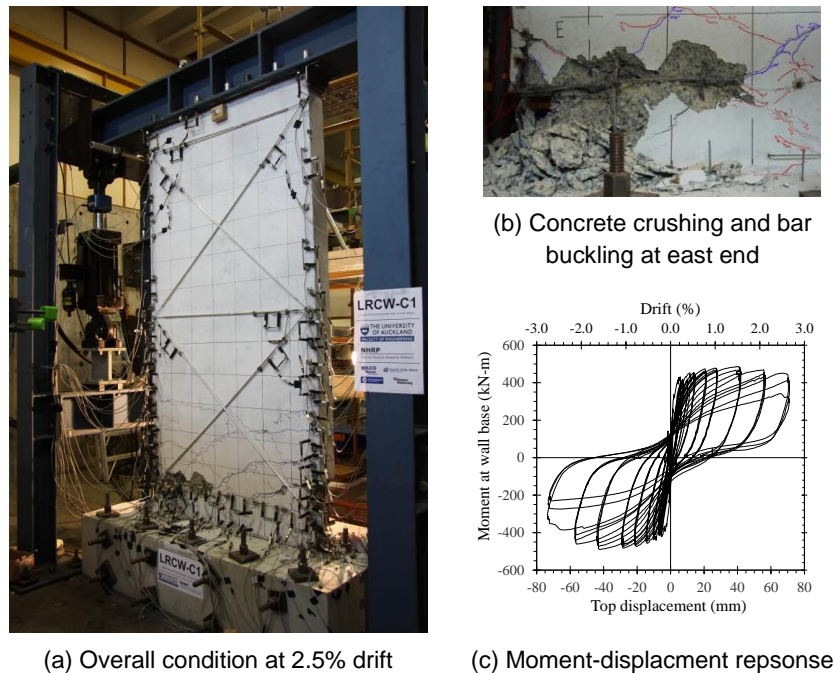 LRCW-C1
THE UNIVERSITY
OF AUCKLAND
FACULTY OF ENGINEERING
NHRP
LRCW-C1
(a) Overall condition at 2.5% drift
E
(b) Concrete crushing and bar
buckling at east end
Drift (%)
-3.0 -2.0 -1.0 0.0 1.0 2.0 3.0
600
400
200
0
-200
-400
-600
Moment at wall base (kN-m)
-80 -60 -40 -20 0 20 40 60 80
Top displacement (mm)
(c) Moment-displacment repsonse